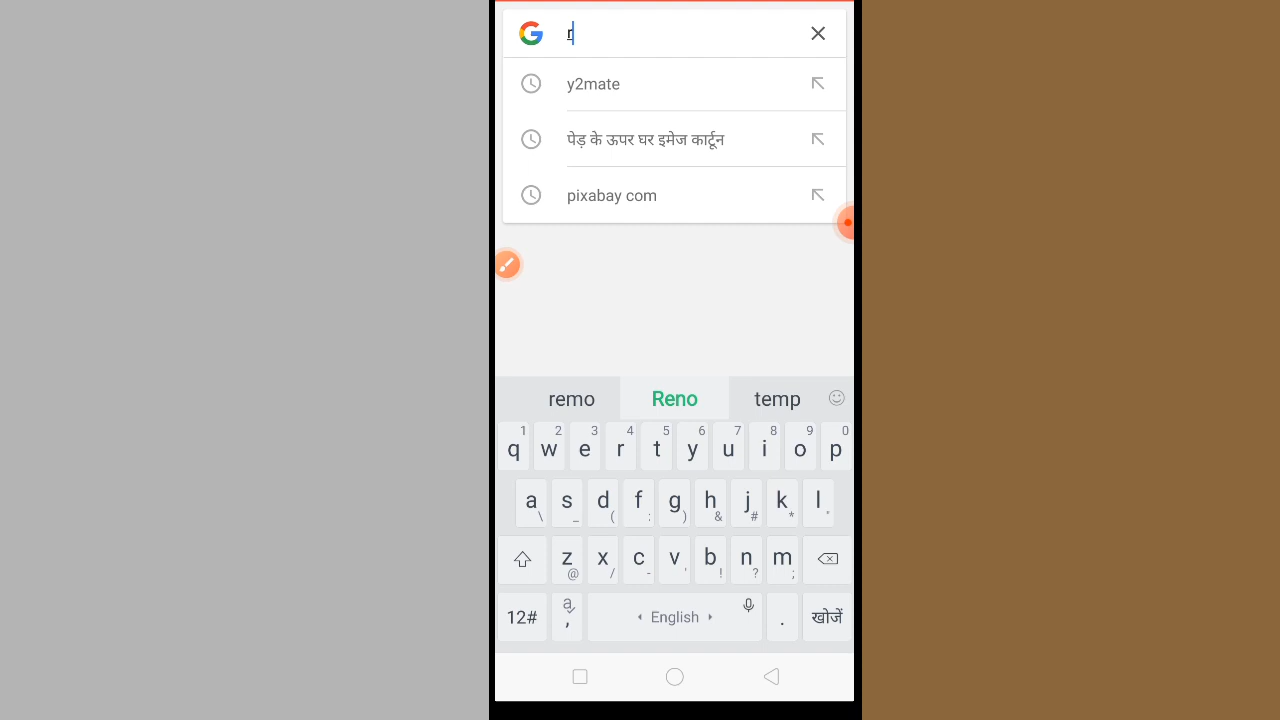 r
y2mate
पेड़ के ऊपर घर इमेज कार्टून
pixabay com
remo Reno temp
1 2 3 4 5 6 7 8 9 0
q w e r t y u i o p
a s d f g h j k l
\ _ ( : ) & # * "
z x c v b n m
@ / - ' ! ? ;
12# a , English . खोजें